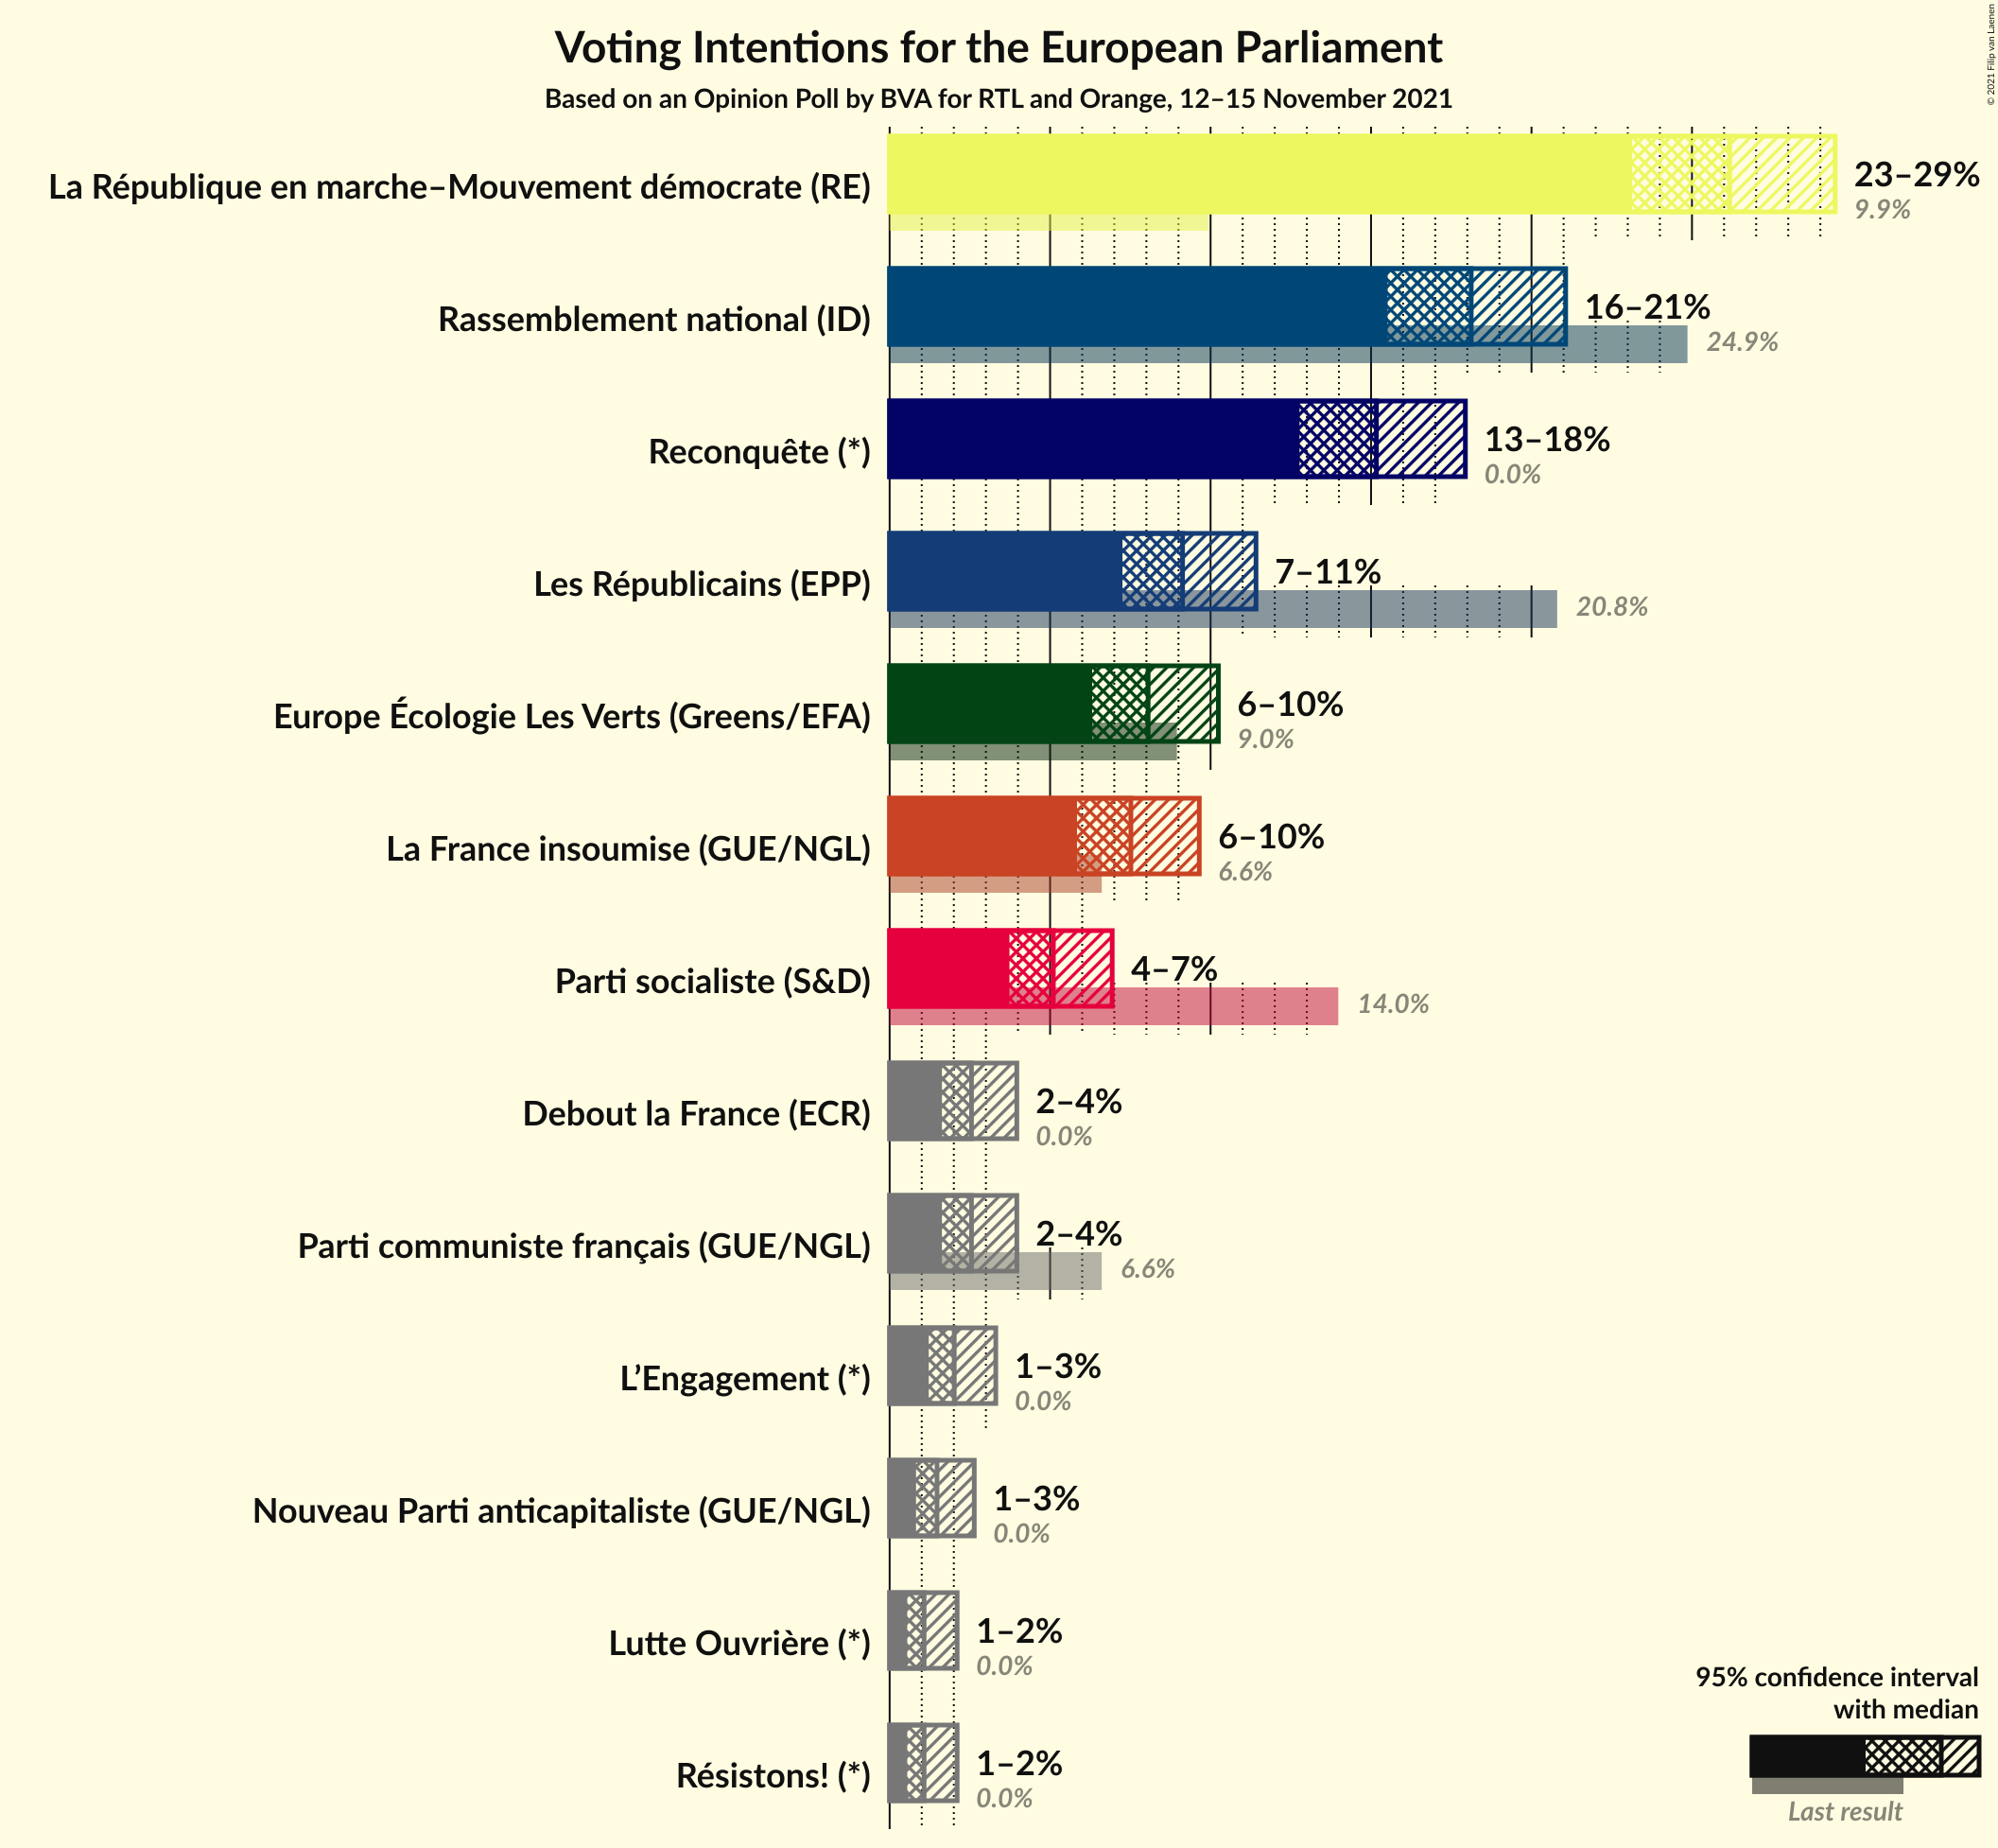 Voting Intentions for the European Parliament
Based on an Opinion Poll by BVA for RTL and Orange, 12–15 November 2021
© 2021 Filip van Laenen
La République en marche–Mouvement démocrate (RE)
23–29%
9.9%
Rassemblement national (ID)
16–21%
24.9%
Reconquête (*)
13–18%
0.0%
Les Républicains (EPP)
7–11%
20.8%
Europe Écologie Les Verts (Greens/EFA)
6–10%
9.0%
La France insoumise (GUE/NGL)
6–10%
6.6%
Parti socialiste (S&D)
4–7%
14.0%
Debout la France (ECR)
2–4%
0.0%
Parti communiste français (GUE/NGL)
2–4%
6.6%
L’Engagement (*)
1–3%
0.0%
Nouveau Parti anticapitaliste (GUE/NGL)
1–3%
0.0%
Lutte Ouvrière (*)
1–2%
0.0%
Résistons! (*)
1–2%
0.0%
95% confidence interval
with median
Last result